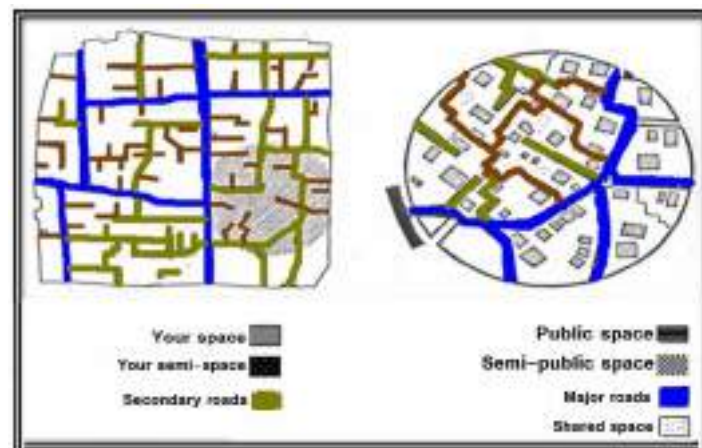 Your space
Your semi-space
Secondary roads
Public space
Semi-public space
Major roads
Shared space